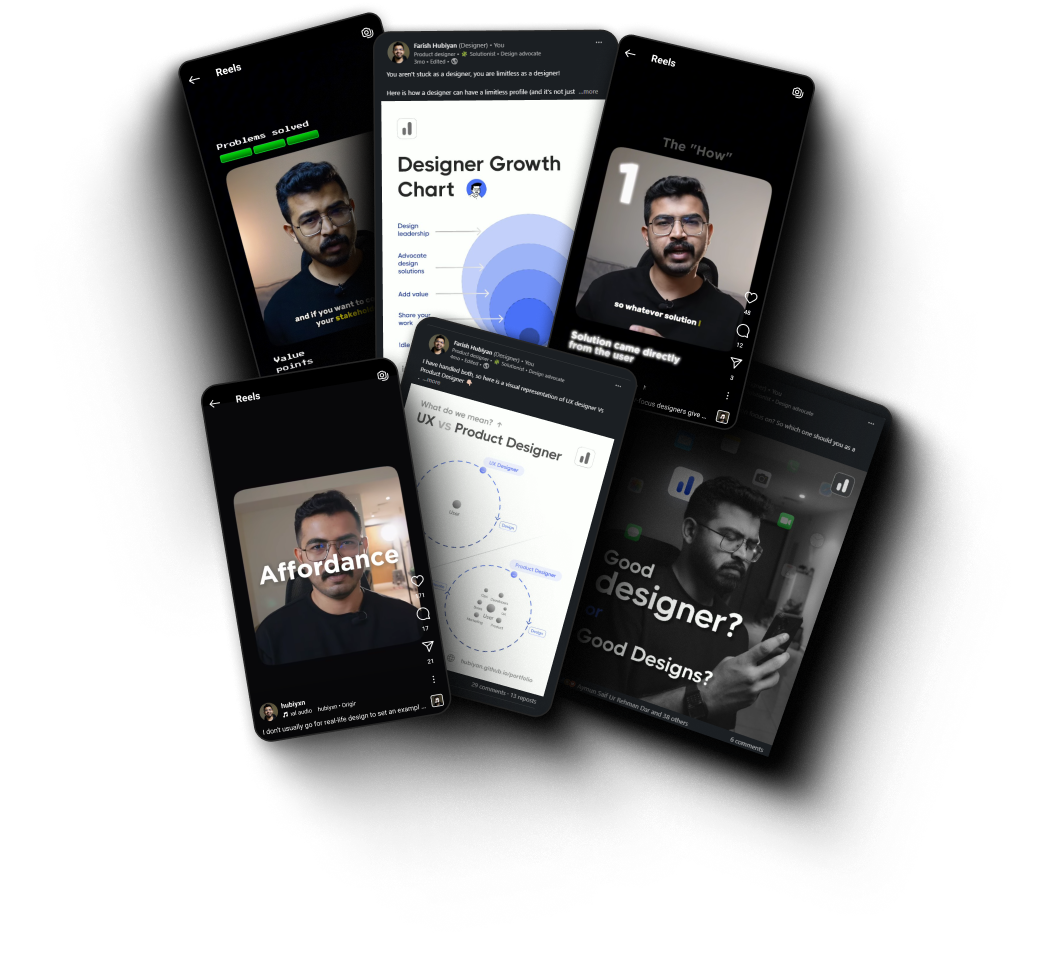 Reels
Problems solved
and if you want to
your stakehol
Value
points
Farish Hubiyan (Designer) • You
Product designer • Solutionist • Design advocate
3mo • Edited •
You aren't stuck as a designer, you are limitless as a designer!
Here is how a designer can have a limitless profile (and it's not just ...more
Designer Growth
Chart
Design
leadership
Advocate
design
solutions
Add value
Share your
work
Idle
Reels
The "How"
1
so whatever solution I
Solution came directly
from the user
48
12
3
focus designers give ...
Reels
Affordance
17
21
hubiyxn
hubiyxn • Origir
I don't usually go for real-life design to set an exampl ...
Farish Hubiyan (Designer) • You
Product designer • Solutionist • Design advocate
4mo • Edited •
I have handled both, so here is a visual representation of UX designer Vs
Product Designer
...more
What do we mean?
UX vs Product Designer
UX Designer
User
Design
Product Designer
User
Design
hubiyxn.github.io/portfolio
29 comments · 13 reposts
• You
• Design advocate
So which one should you as a
Good
designer?
or
Good Designs?
Ayman Saif Ur Rehman Dar and 38 others
6 comments